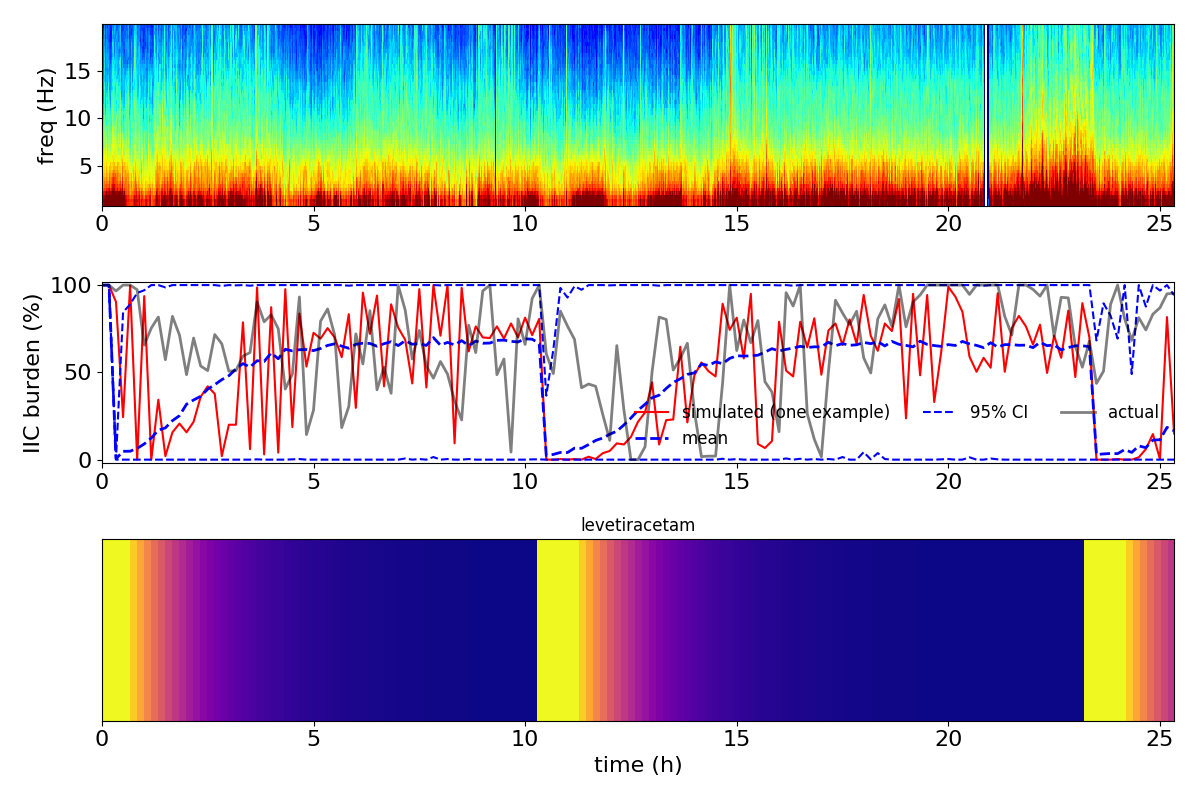 freq (Hz)
15
10
5
0 5 10 15 20 25
IIC burden (%)
100
50
0
simulated (one example) 95% CI actual
mean
0 5 10 15 20 25
levetiracetam
0 5 10 15 20 25
time (h)